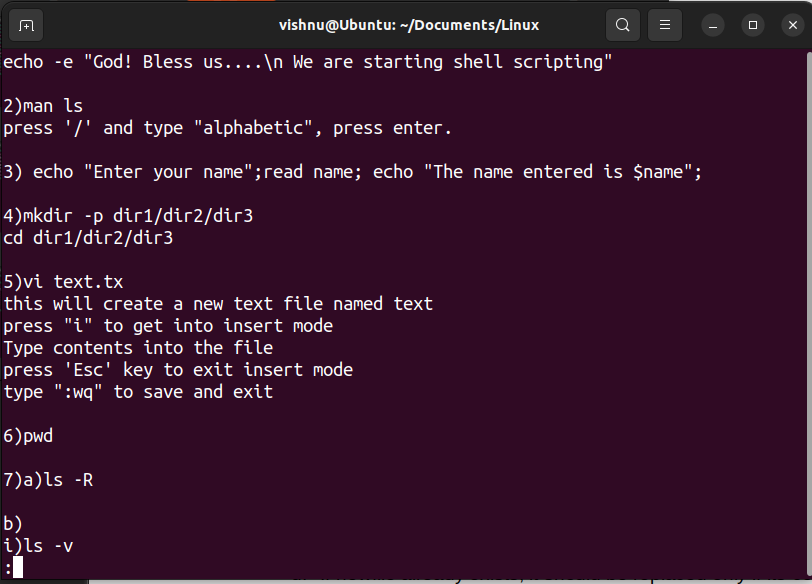 vishnu@Ubuntu: ~/Documents/Linux
echo -e "God! Bless us....\n We are starting shell scripting"
2)man ls
press '/' and type "alphabetic", press enter.
3) echo "Enter your name";read name; echo "The name entered is $name";
4)mkdir -p dir1/dir2/dir3
cd dir1/dir2/dir3
5)vi text.tx
this will create a new text file named text
press "i" to get into insert mode
Type contents into the file
press 'Esc' key to exit insert mode
type ":wq" to save and exit
6)pwd
7)a)ls -R
b)
i)ls -v
: